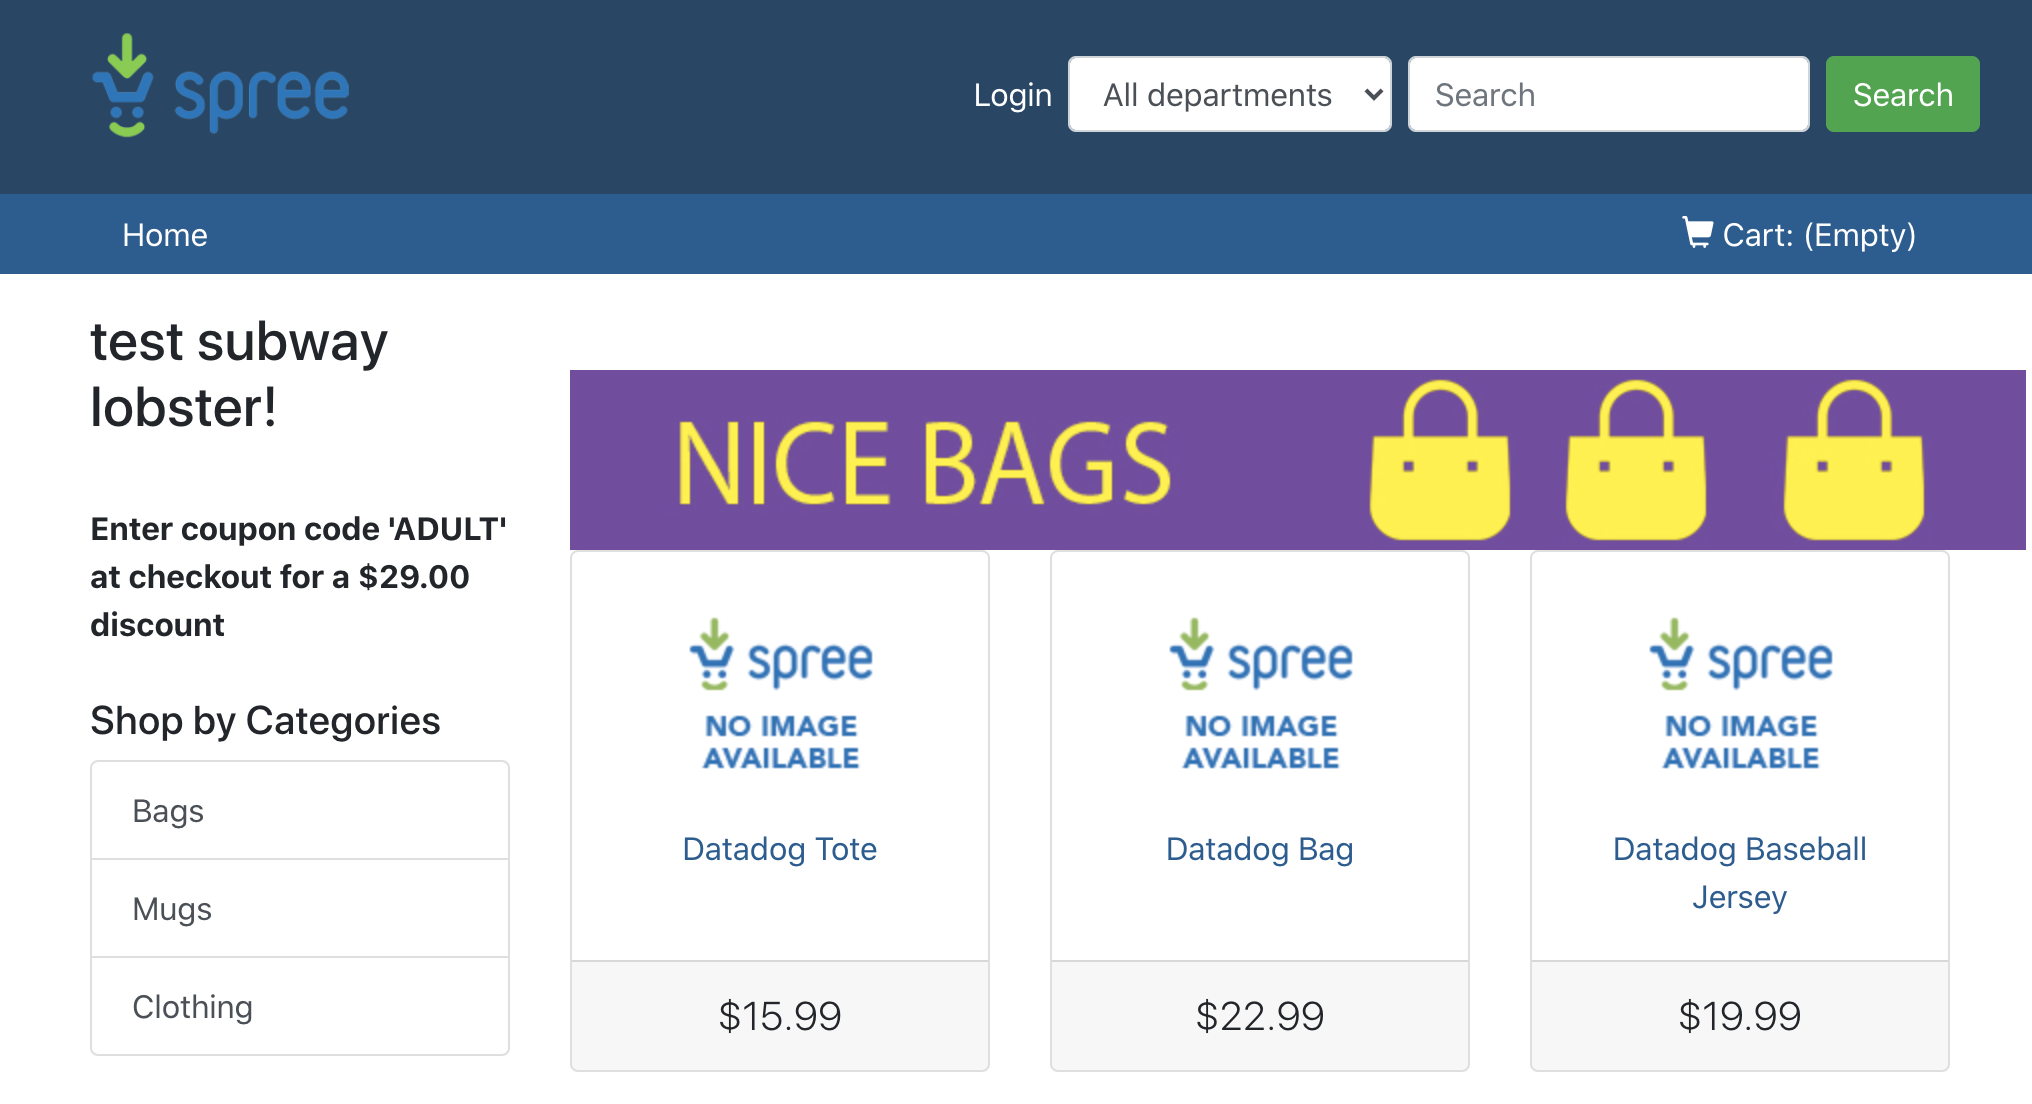 spree
Login
All departments
Search
Search
Home
Cart: (Empty)
test subway
lobster!
Enter coupon code 'ADULT'
at checkout for a $29.00
discount
Shop by Categories
Bags
Mugs
Clothing
NICE BAGS
spree
NO IMAGE
AVAILABLE
Datadog Tote
$15.99
spree
NO IMAGE
AVAILABLE
Datadog Bag
$22.99
spree
NO IMAGE
AVAILABLE
Datadog Baseball
Jersey
$19.99